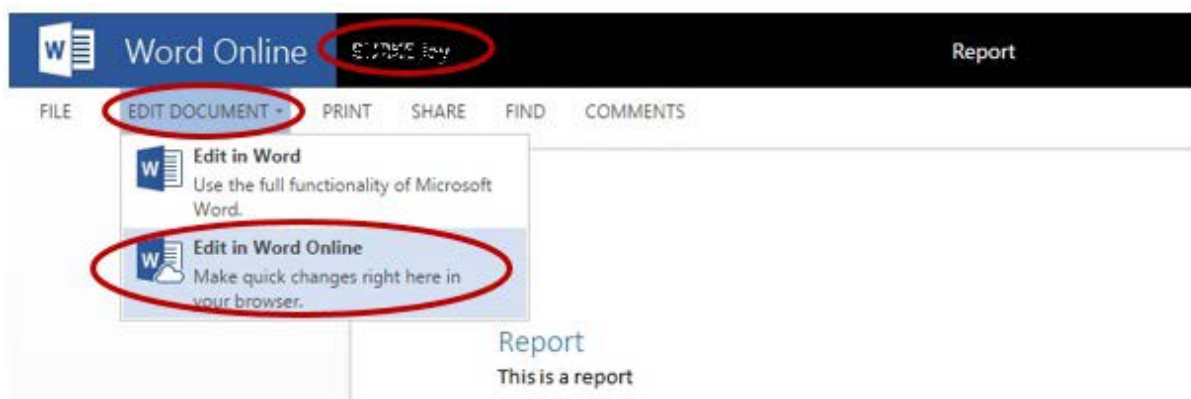 Word Online
Report
FILE EDIT DOCUMENT PRINT SHARE FIND COMMENTS
Edit in Word
Use the full functionality of Microsoft
Word.
Edit in Word Online
Make quick changes right here in
your browser.
Report
This is a report